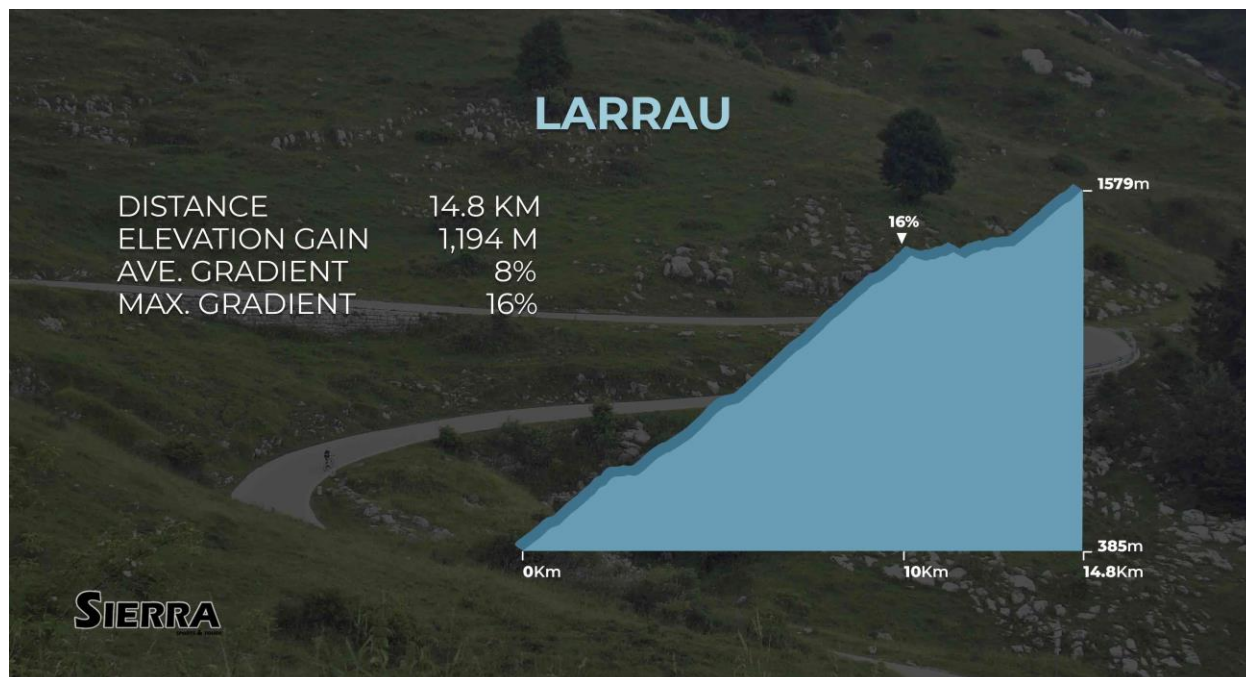 LARRAU
DISTANCE 14.8 KM
ELEVATION GAIN 1,194 M
AVE. GRADIENT 8%
MAX. GRADIENT 16%
1579m
16%
385m
0Km 10Km 14.8Km
SIERRA